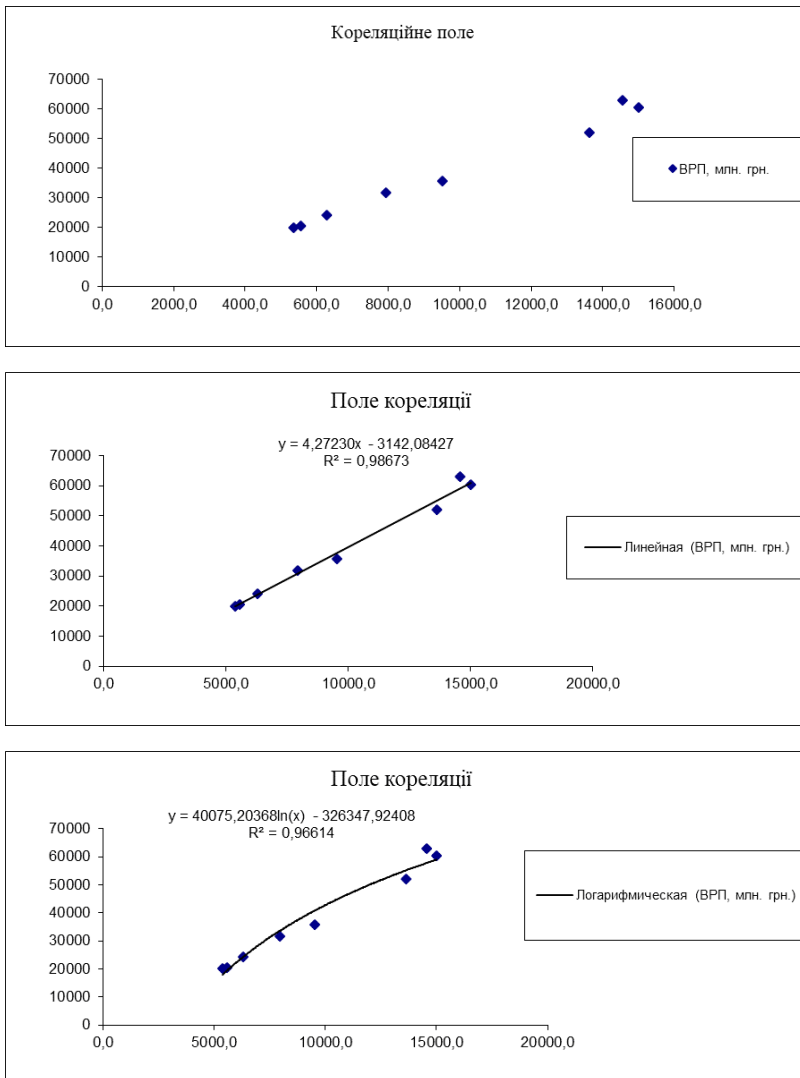 Кореляційне поле
70000
60000
50000
40000
30000
20000
10000
0
0,0 2000,0 4000,0 6000,0 8000,0 10000,0 12000,0 14000,0 16000,0
ВРП, млн. грн.
Поле кореляції
y = 4,27230x - 3142,08427
R² = 0,98673
70000
60000
50000
40000
30000
20000
10000
0
0,0 5000,0 10000,0 15000,0 20000,0
Линейная (ВРП, млн. грн.)
Поле кореляції
y = 40075,20368ln(x) - 326347,92408
R² = 0,96614
70000
60000
50000
40000
30000
20000
10000
0
0,0 5000,0 10000,0 15000,0 20000,0
Логарифмическая (ВРП, млн. грн.)